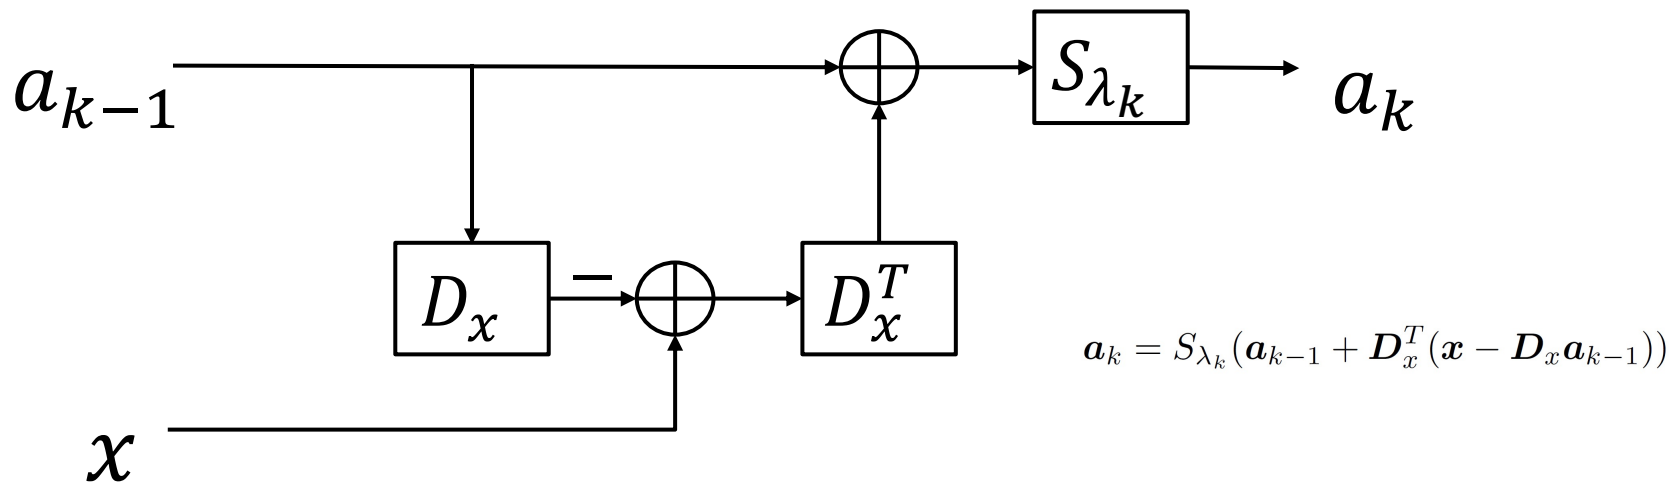 a_{k-1}
S_{λ_k}
a_k
D_x
−
D_x^T
a_k = S_{λ_k}(a_{k−1} + D_x^T(x − D_x a_{k−1}))
x